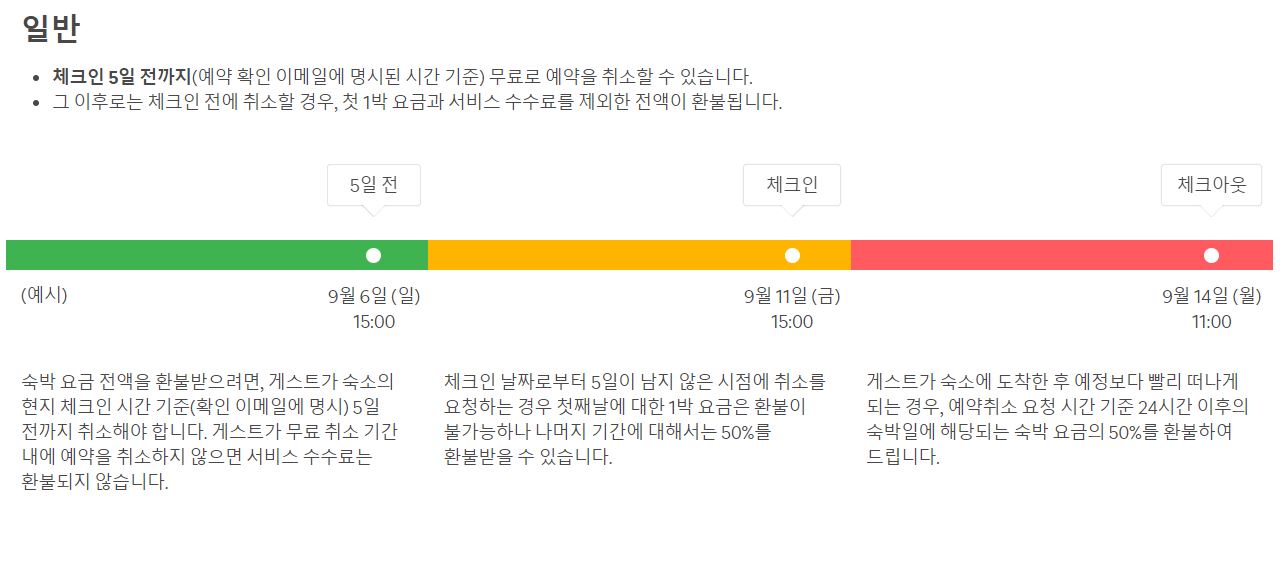 일반
• 체크인 5일 전까지(예약 확인 이메일에 명시된 시간 기준) 무료로 예약을 취소할 수 있습니다.
• 그 이후로는 체크인 전에 취소할 경우, 첫 1박 요금과 서비스 수수료를 제외한 전액이 환불됩니다.
5일 전
체크인
체크아웃
(예시)
9월 6일 (일)
15:00
9월 11일 (금)
15:00
9월 14일 (월)
11:00
숙박 요금 전액을 환불받으려면, 게스트가 숙소의
현지 체크인 시간 기준(확인 이메일에 명시) 5일
전까지 취소해야 합니다. 게스트가 무료 취소 기간
내에 예약을 취소하지 않으면 서비스 수수료는
환불되지 않습니다.
체크인 날짜로부터 5일이 남지 않은 시점에 취소를
요청하는 경우 첫째날에 대한 1박 요금은 환불이
불가능하나 나머지 기간에 대해서는 50%를
환불받을 수 있습니다.
게스트가 숙소에 도착한 후 예정보다 빨리 떠나게
되는 경우, 예약취소 요청 시간 기준 24시간 이후의
숙박일에 해당되는 숙박 요금의 50%를 환불하여
드립니다.